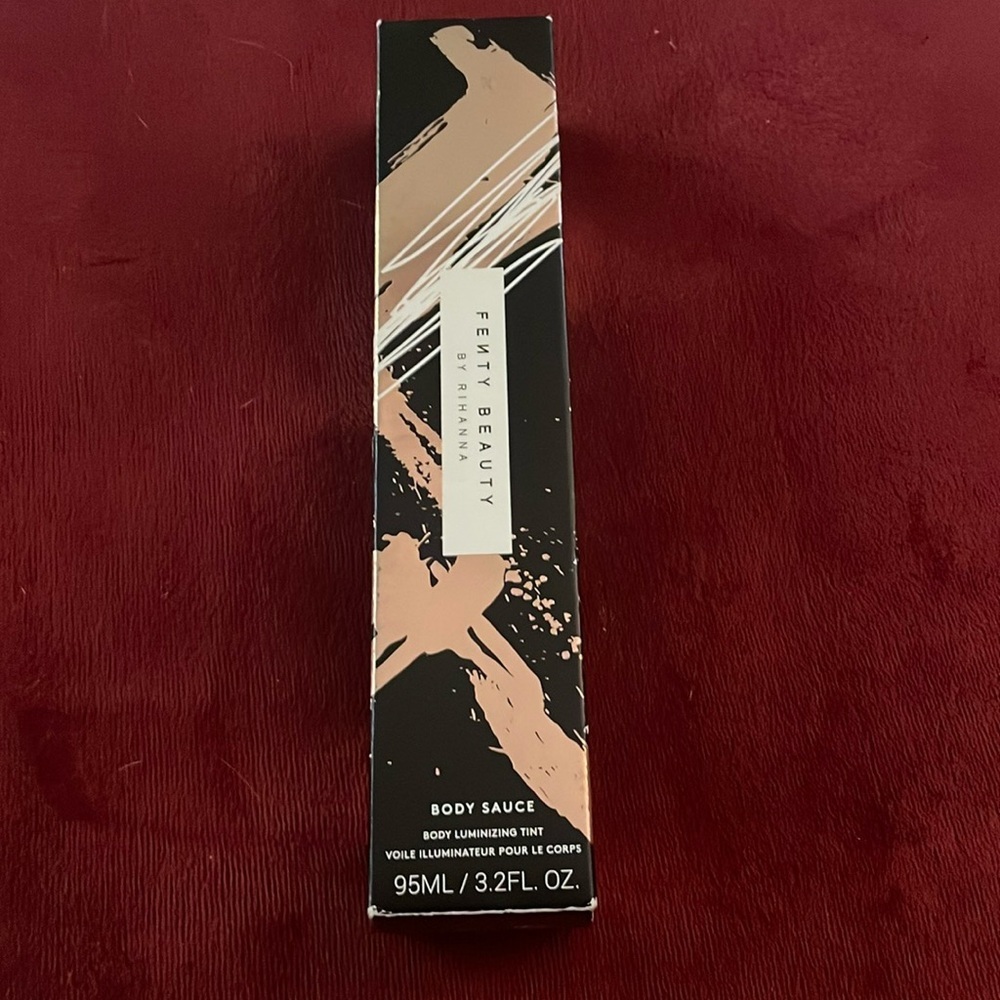 FENTY BEAUTY
BY RIHANNA
BODY SAUCE
BODY LUMINIZING TINT
VOILE ILLUMINATEUR POUR LE CORPS
95ML / 3.2FL. OZ.